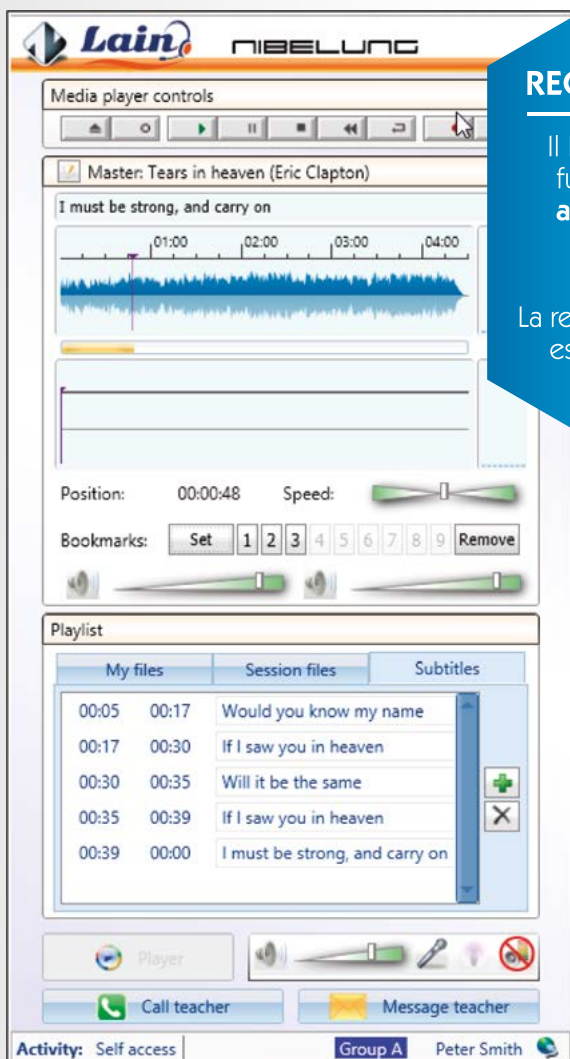 Lain
NIBELUNG
Media player controls
Master: Tears in heaven (Eric Clapton)
I must be strong, and carry on
01:00 02:00 03:00 04:00
Position: 00:00:48 Speed:
Bookmarks: Set 1 2 3 4 5 6 7 8 9 Remove
Playlist
My files Session files Subtitles
00:05 00:17 Would you know my name
00:17 00:30 If I saw you in heaven
00:30 00:35 Will it be the same
00:35 00:39 If I saw you in heaven
00:39 00:00 I must be strong, and carry on
Player
Call teacher Message teacher
Activity: Self access Group A Peter Smith
Il
La